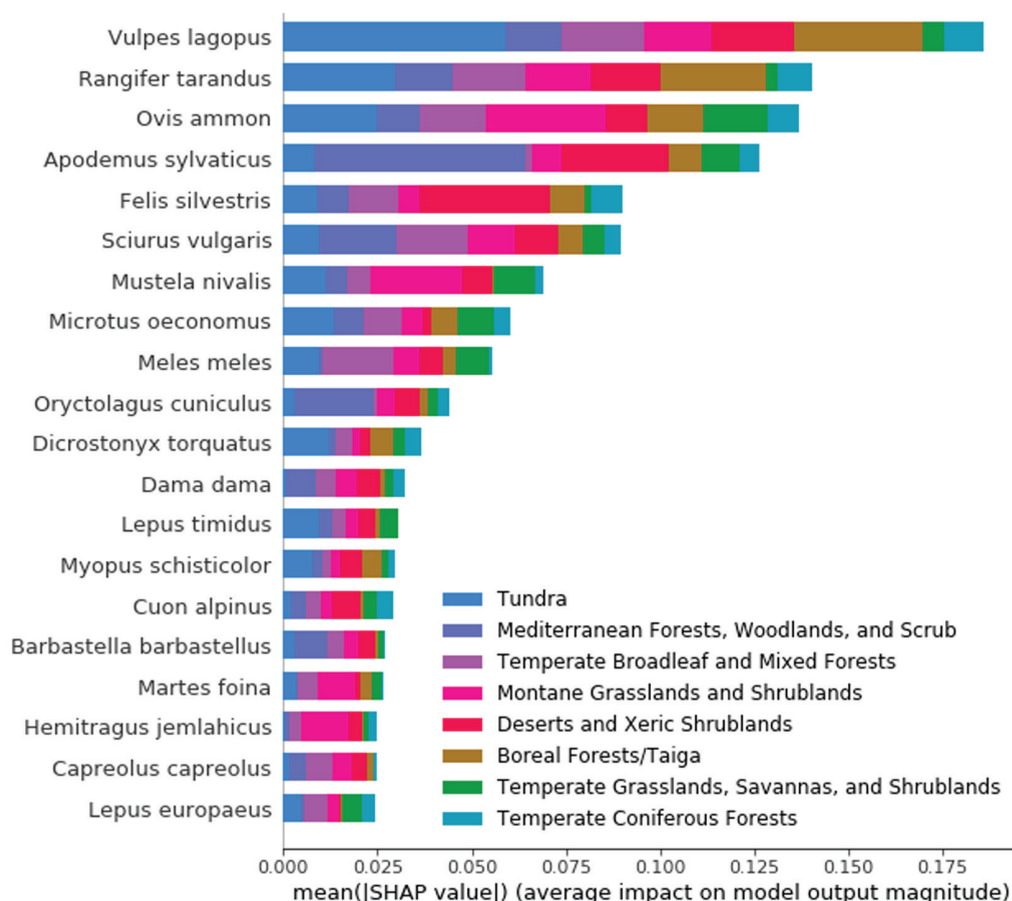 Vulpes lagopus
Rangifer tarandus
Ovis ammon
Apodemus sylvaticus
Felis silvestris
Sciurus vulgaris
Mustela nivalis
Microtus oeconomus
Meles meles
Oryctolagus cuniculus
Dicrostonyx torquatus
Dama dama
Lepus timidus
Myopus schisticolor
Cuon alpinus
Barbastella barbastellus
Martes foina
Hemitragus jemlahicus
Capreolus capreolus
Lepus europaeus
Tundra
Mediterranean Forests, Woodlands, and Scrub
Temperate Broadleaf and Mixed Forests
Montane Grasslands and Shrublands
Deserts and Xeric Shrublands
Boreal Forests/Taiga
Temperate Grasslands, Savannas, and Shrublands
Temperate Coniferous Forests
0.000 0.025 0.050 0.075 0.100 0.125 0.150 0.175
mean(|SHAP value|) (average impact on model output magnitude)